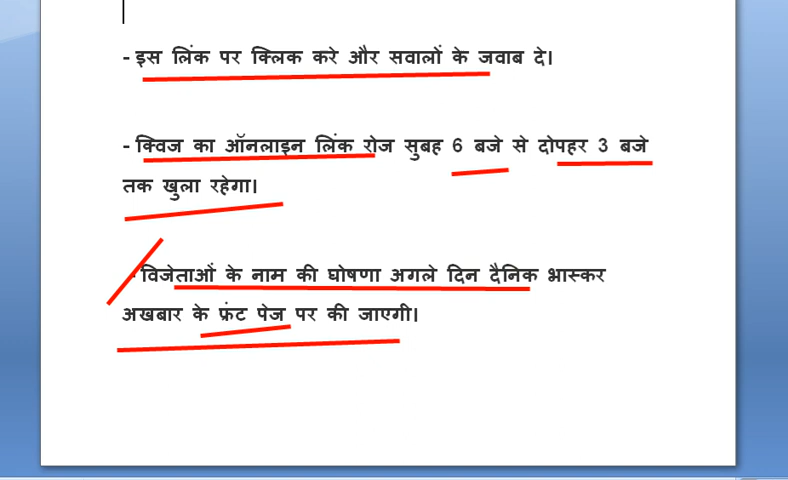 - इस लिंक पर क्लिक करे और सवालों के जवाब दे।
- क्विज का ऑनलाइन लिंक रोज सुबह 6 बजे से दोपहर 3 बजे
तक खुला रहेगा।
- विजेताओं के नाम की घोषणा अगले दिन दैनिक भास्कर
अखबार के फ्रंट पेज पर की जाएगी।